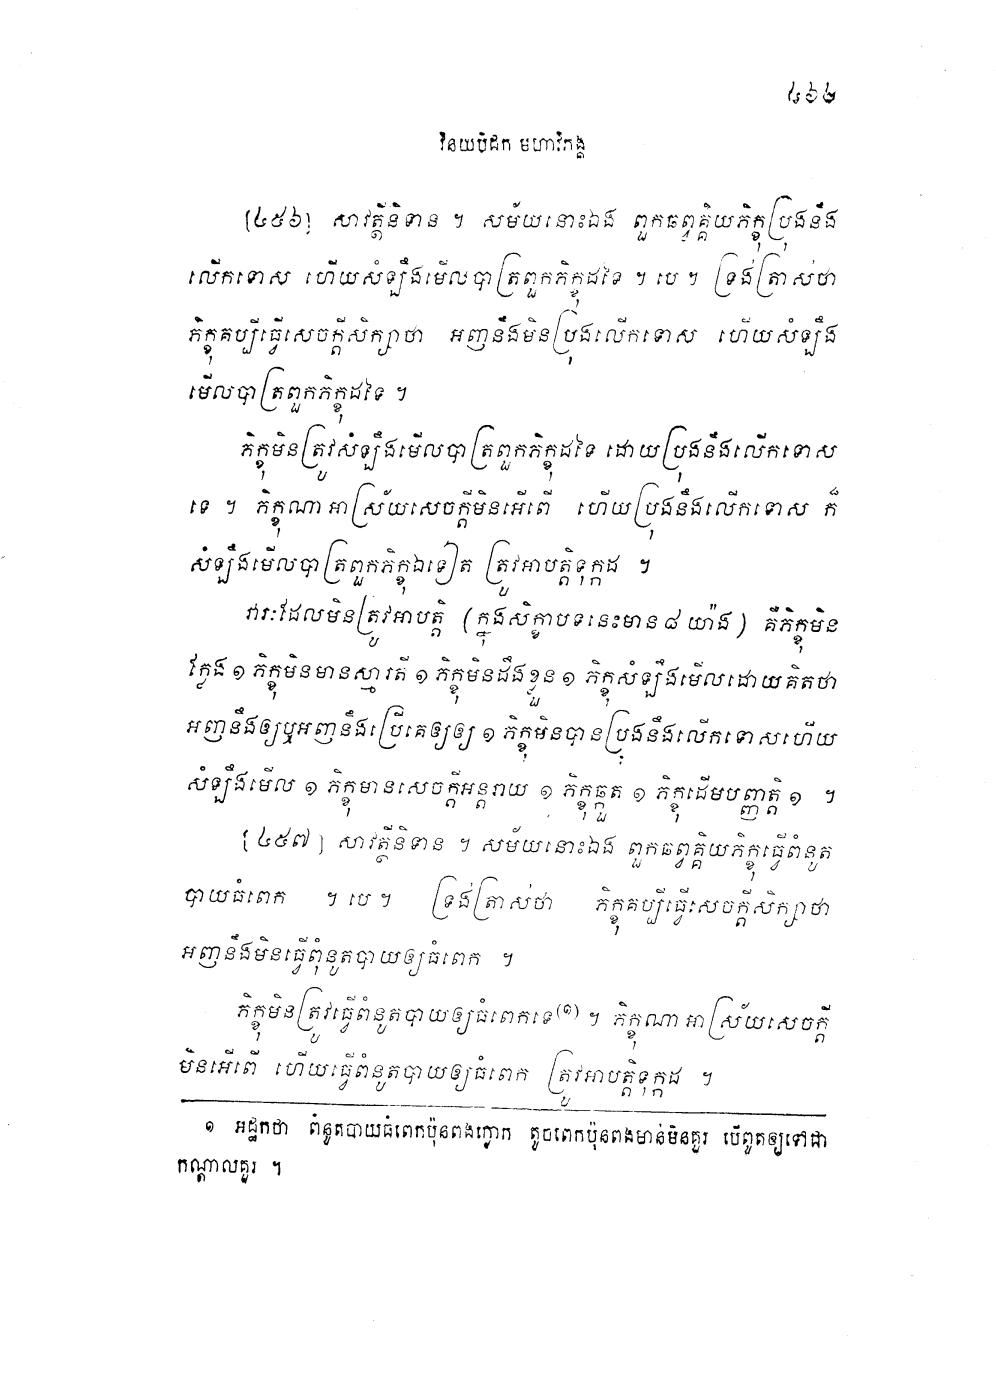 ៤៦៤
វិនយបិដក មហាវិភង្គ
[៤៥៦] សាវត្ថីនិទាន ។ សម័យនោះឯង ពួកឆព្វគ្គិយភិក្ខុប្រុងនឹង
លើកទោស ហើយសំឡឹងមើលបាត្រពួកភិក្ខុដទៃ ។ បេ ។ ទ្រង់ត្រាស់ថា
ភិក្ខុគប្បីធ្វើសេចក្តីសិក្សាថា អញនឹងមិនប្រុងលើកទោស ហើយសំឡឹង
មើលបាត្រពួកភិក្ខុដទៃ ។
ភិក្ខុមិនត្រូវសំឡឹងមើលបាត្រពួកភិក្ខុដទៃ ដោយប្រុងនឹងលើកទោស
ទេ ។ ភិក្ខុណាអាស្រ័យសេចក្តីមិនអើពើ ហើយប្រុងនឹងលើកទោស ក៏
សំឡឹងមើលបាត្រពួកភិក្ខុឯទៀត ត្រូវអាបត្តិទុក្កដ ។
វារៈដែលមិនត្រូវអាបត្តិ (ក្នុងសិក្ខាបទនេះមាន ៨ យ៉ាង) គឺភិក្ខុមិន
ក្លែង ១ ភិក្ខុមិនមានស្មារតី ១ ភិក្ខុមិនដឹងខ្លួន ១ ភិក្ខុសំឡឹងមើលដោយគិតថា
អញនឹងឲ្យឬអញនឹងប្រើគេឲ្យឲ្យ ១ ភិក្ខុមិនបានប្រុងនឹងលើកទោសហើយ
សំឡឹងមើល ១ ភិក្ខុមានសេចក្តីអន្តរាយ ១ ភិក្ខុឆ្កួត ១ ភិក្ខុដើមបញ្ញត្តិ ១ ។
[៤៥៧] សាវត្ថីនិទាន ។ សម័យនោះឯង ពួកឆព្វគ្គិយភិក្ខុធ្វើពំនូត
បាយធំពេក ។ បេ ។ ទ្រង់ត្រាស់ថា ភិក្ខុគប្បីធ្វើសេចក្តីសិក្សាថា
អញនឹងមិនធ្វើពុំនូតបាយឲ្យធំពេក ។
ភិក្ខុមិនត្រូវធ្វើពំនូតបាយឲ្យធំពេកទេ(១) ។ ភិក្ខុណាអាស្រ័យសេចក្តី
មិនអើពើ ហើយធ្វើពំនូតបាយឲ្យធំពេក ត្រូវអាបត្តិទុក្កដ ។
១ អដ្ឋកថា ពំនូតបាយធំពេកប៉ុនពងក្ងោក តូចពេកប៉ុនពងមាន់មិនគួរ បើពូតឲ្យទៅជា
កណ្តាលគួរ ។